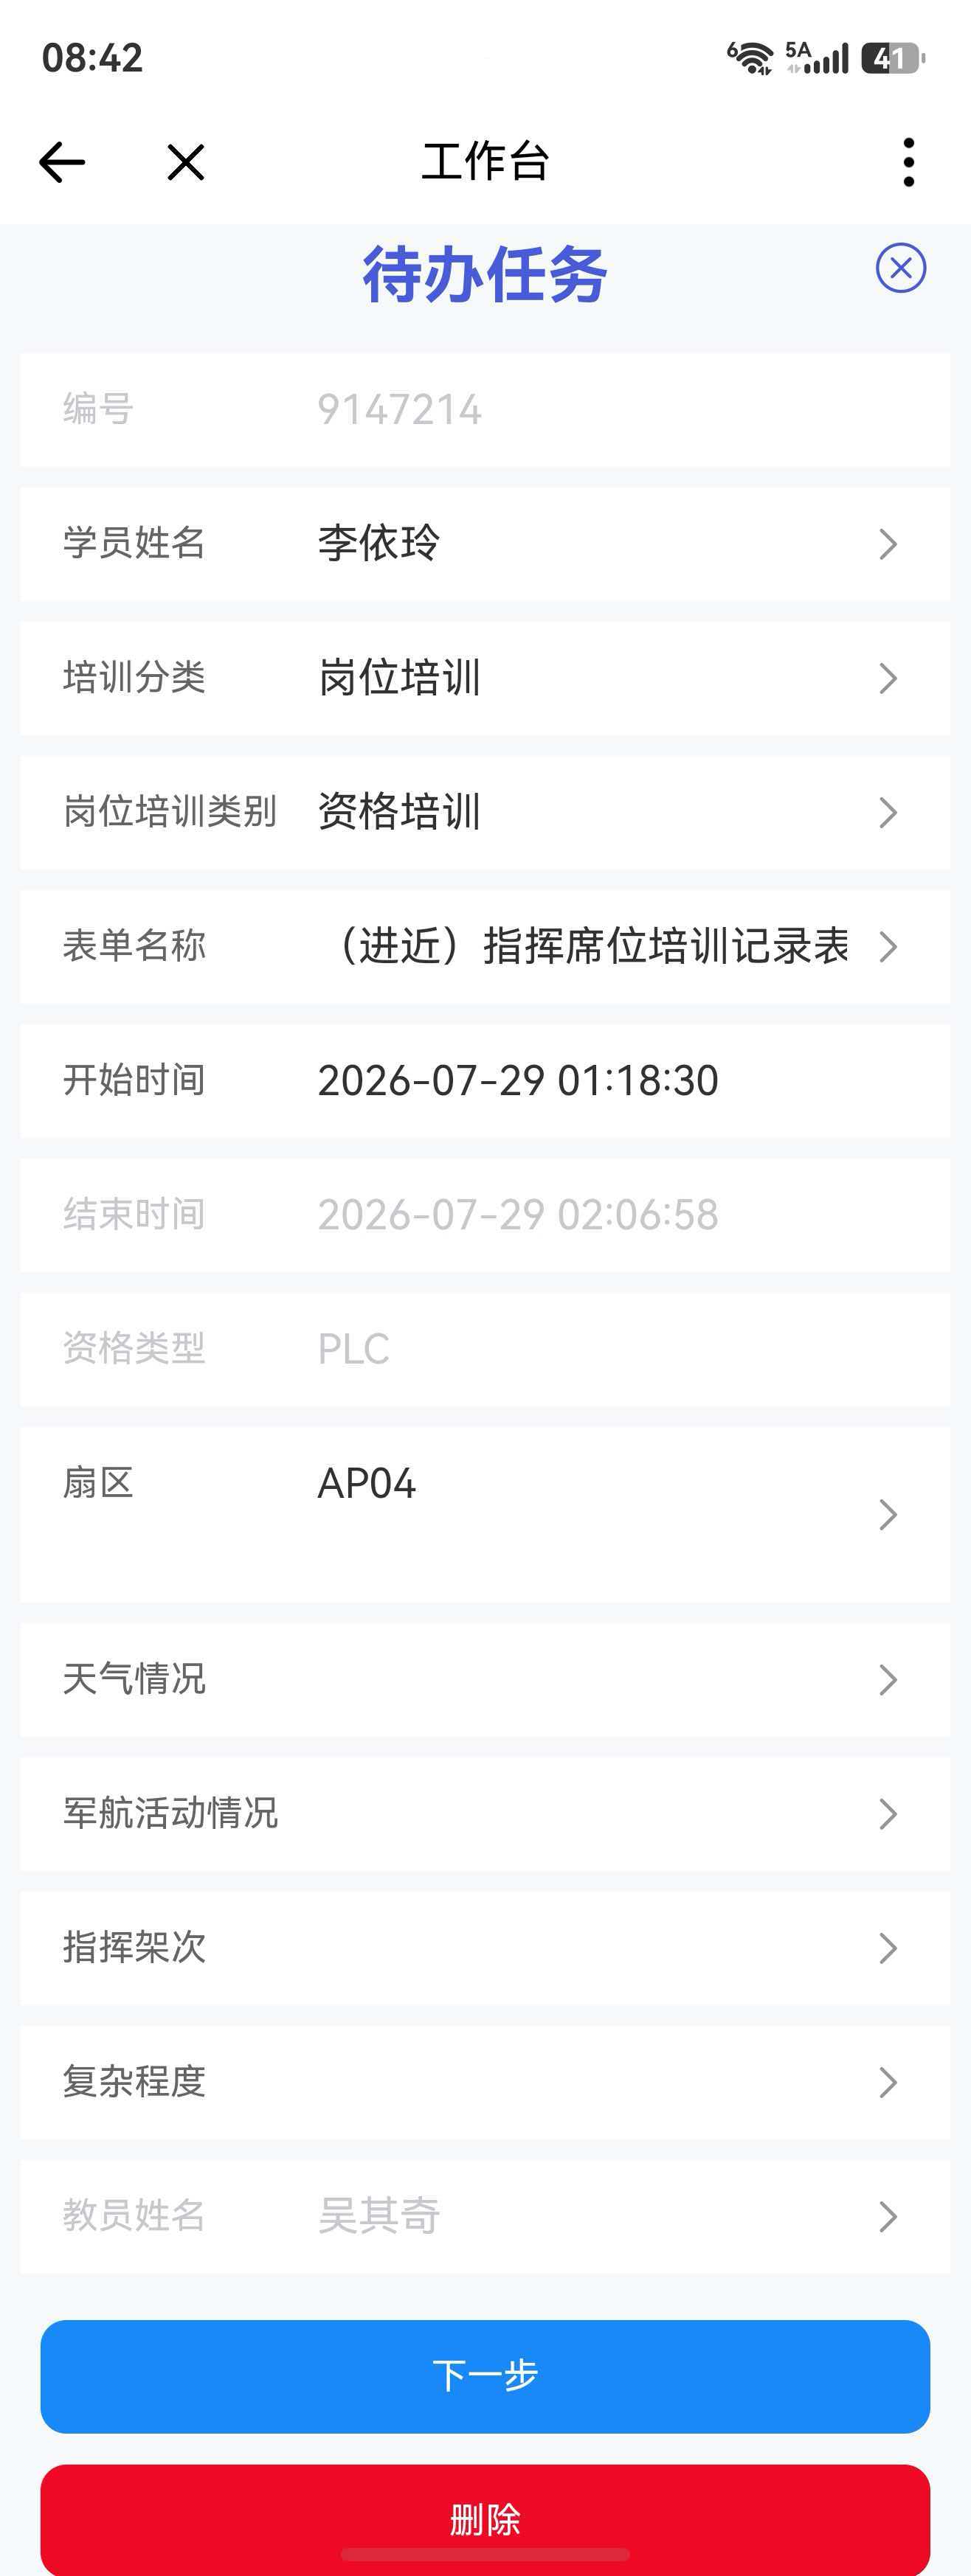 08:42
6
5A
41
工作台
待办任务
编号 9147214
学员姓名 李依玲
培训分类 岗位培训
岗位培训类别 资格培训
表单名称 （进近）指挥席位培训记录表
开始时间 2026-07-29 01:18:30
结束时间 2026-07-29 02:06:58
资格类型 PLC
扇区 AP04
天气情况
军航活动情况
指挥架次
复杂程度
教员姓名 吴其奇
下一步
删除